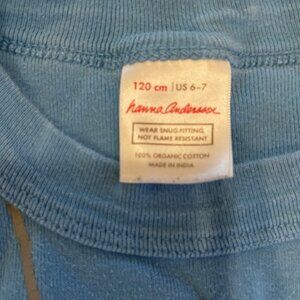 120 cm | US 6-7
hanna andersson
WEAR SNUG-FITTING,
NOT FLAME RESISTANT
100% ORGANIC COTTON
MADE IN INDIA